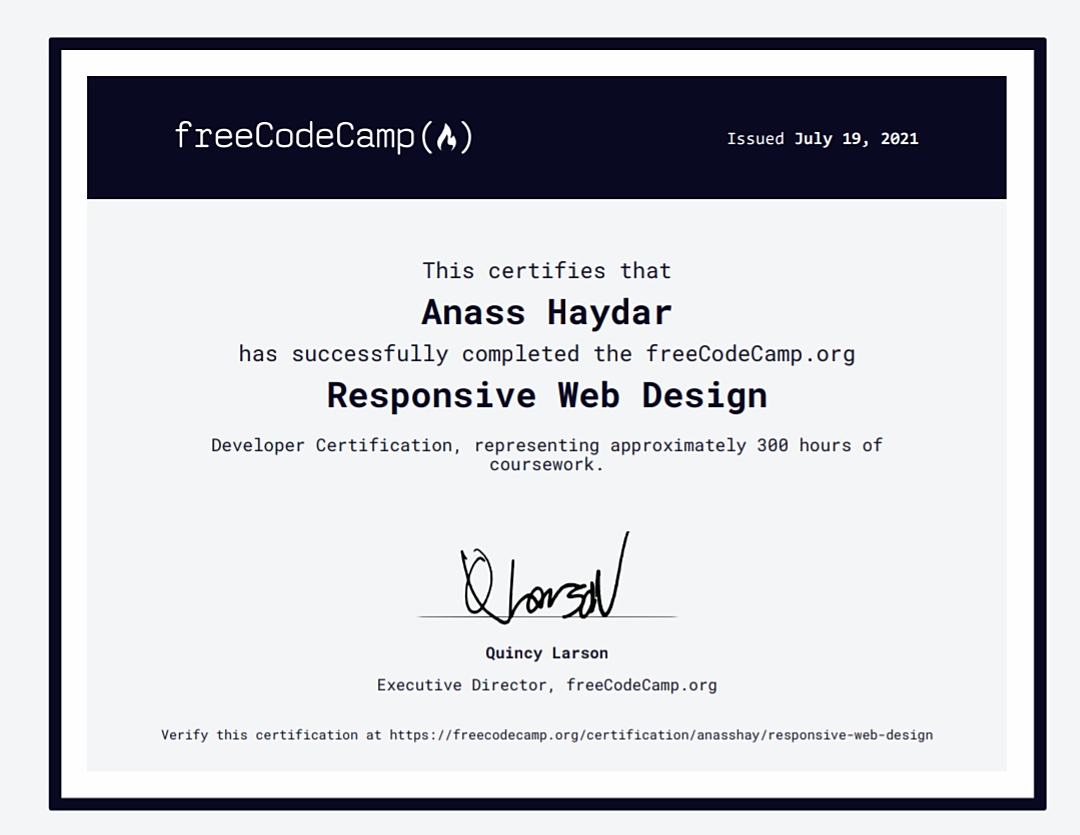 freeCodeCamp(🔥)
Issued July 19, 2021
This certifies that
Anass Haydar
has successfully completed the freeCodeCamp.org
Responsive Web Design
Developer Certification, representing approximately 300 hours of
coursework.
Q Larson
Quincy Larson
Executive Director, freeCodeCamp.org
Verify this certification at https://freecodecamp.org/certification/anasshay/responsive-web-design